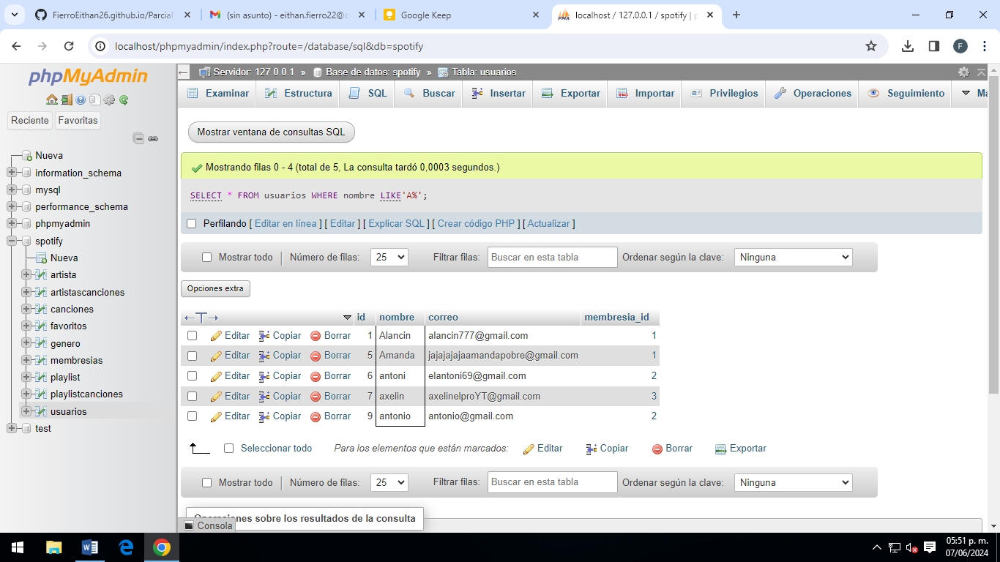 FierroEithan26.github.io/Parcial
(sin asunto) - eithan.fierro22@c
Google Keep
localhost / 127.0.0.1 / spotify | p
localhost/phpmyadmin/index.php?route=/database/sql&db=spotify
F
phpMyAdmin
Reciente
Favoritas
Nueva
information_schema
mysql
performance_schema
phpmyadmin
spotify
Nueva
artista
artistascanciones
canciones
favoritos
genero
membresias
playlist
playlistcanciones
usuarios
test
Servidor: 127.0.0.1 » Base de datos: spotify » Tabla: usuarios
Examinar Estructura SQL Buscar Insertar Exportar Importar Privilegios Operaciones Seguimiento Má
Mostrar ventana de consultas SQL
Mostrando filas 0 - 4 (total de 5, La consulta tardó 0,0003 segundos.)
SELECT * FROM usuarios WHERE nombre LIKE'A%';
Perfilando [ Editar en línea ] [ Editar ] [ Explicar SQL ] [ Crear código PHP ] [ Actualizar ]
Mostrar todo | Número de filas: 25 Filtrar filas: Buscar en esta tabla Ordenar según la clave: Ninguna
Opciones extra
←T→ id nombre correo membresia_id
Editar Copiar Borrar 1 Alancin alancin777@gmail.com 1
Editar Copiar Borrar 5 Amanda jajajajajaamandapobre@gmail.com 1
Editar Copiar Borrar 6 antoni elantoni69@gmail.com 2
Editar Copiar Borrar 7 axelin axelinelproYT@gmail.com 3
Editar Copiar Borrar 9 antonio antonio@gmail.com 2
Seleccionar todo Para los elementos que están marcados: Editar Copiar Borrar Exportar
Mostrar todo | Número de filas: 25 Filtrar filas: Buscar en esta tabla Ordenar según la clave: Ninguna
Operaciones sobre los resultados de la consulta
Consola
05:51 p. m.
07/06/2024